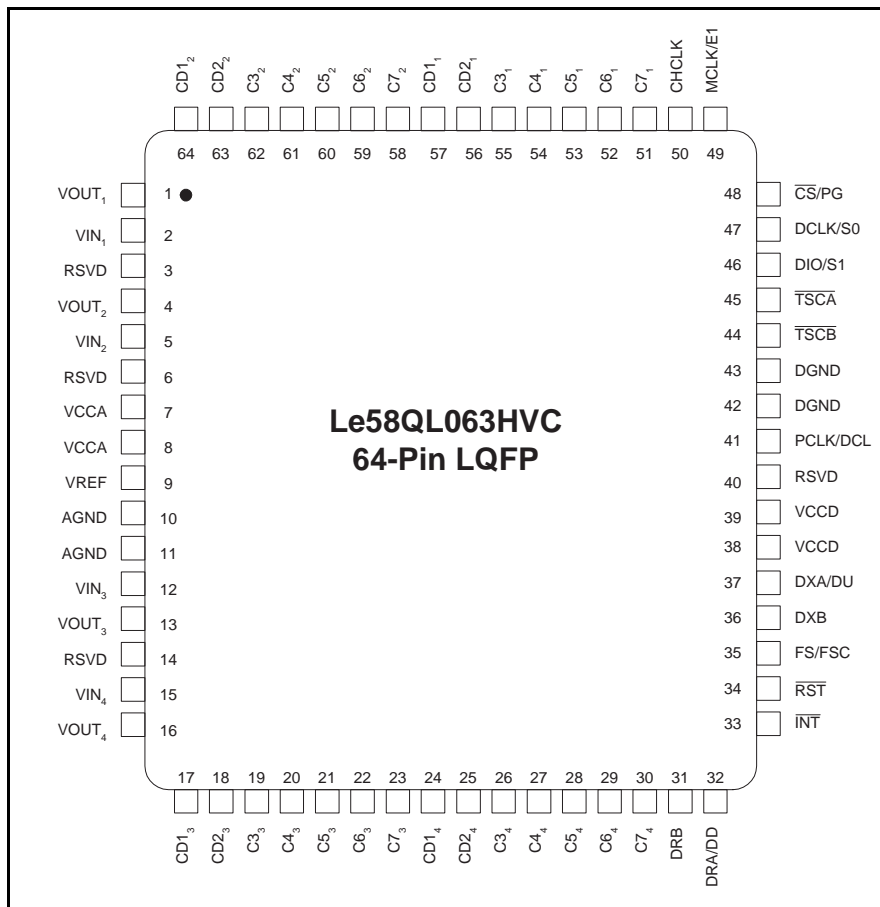 CD1₂
CD2₂
C3₂
C4₂
C5₂
C6₂
C7₂
CD1₁
CD2₁
C3₁
C4₁
C5₁
C6₁
C7₁
CHCLK
MCLK/E1
64 63 62 61 60 59 58 57 56 55 54 53 52 51 50 49
VOUT₁ 1
VIN₁ 2
RSVD 3
VOUT₂ 4
VIN₂ 5
RSVD 6
VCCA 7
VCCA 8
VREF 9
AGND 10
AGND 11
VIN₃ 12
VOUT₃ 13
RSVD 14
VIN₄ 15
VOUT₄ 16
Le58QL063HVC
64-Pin LQFP
48 C̅S̅/PG
47 DCLK/S0
46 DIO/S1
45 T̅S̅C̅A̅
44 T̅S̅C̅B̅
43 DGND
42 DGND
41 PCLK/DCL
40 RSVD
39 VCCD
38 VCCD
37 DXA/DU
36 DXB
35 FS/FSC
34 R̅S̅T̅
33 I̅N̅T̅
17 18 19 20 21 22 23 24 25 26 27 28 29 30 31 32
CD1₃
CD2₃
C3₃
C4₃
C5₃
C6₃
C7₃
CD1₄
CD2₄
C3₄
C4₄
C5₄
C6₄
C7₄
DRB
DRA/DD